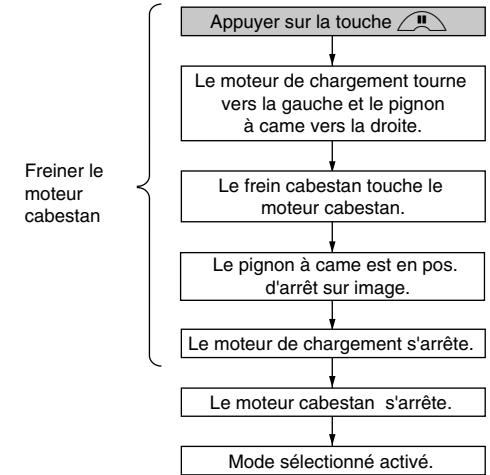 Appuyer sur la touche
Le moteur de chargement tourne
vers la gauche et le pignon
à came vers la droite.
Freiner le
moteur
cabestan
Le frein cabestan touche le
moteur cabestan.
Le pignon à came est en pos.
d'arrêt sur image.
Le moteur de chargement s'arrête.
Le moteur cabestan s'arrête.
Mode sélectionné activé.